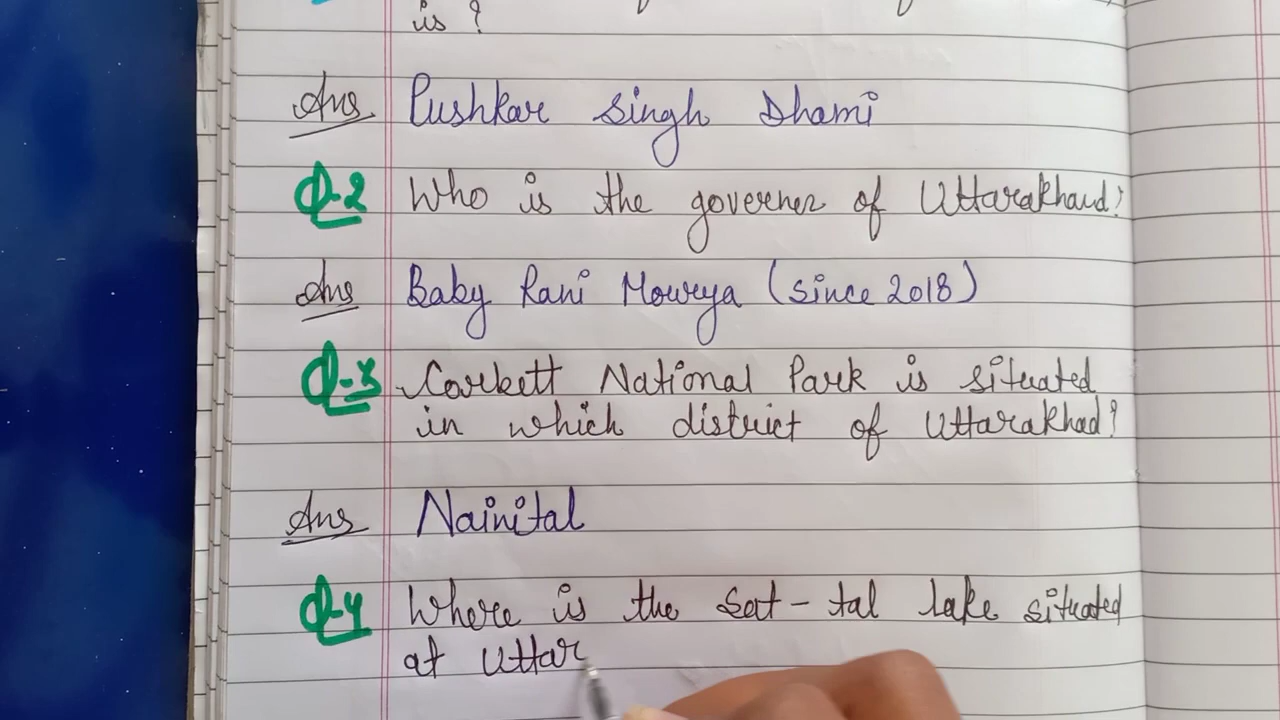 is ?
Ans Pushkar Singh Dhami
Q-2 Who is the governer of Uttarakhand?
Ans Baby Rani Mowrya (since 2018)
Q-3 Corbett National Park is situated
in which district of Uttarakhad?
Ans Nainital
Q-4 Where is the Sat-tal lake situated
at Uttar